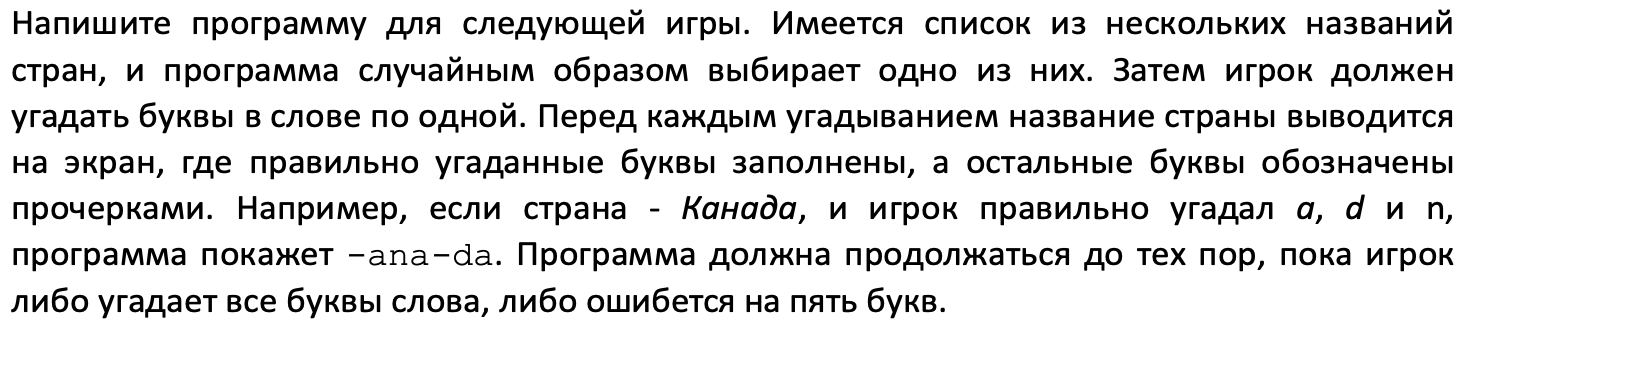 Напишите программу для следующей игры. Имеется список из нескольких названий
стран, и программа случайным образом выбирает одно из них. Затем игрок должен
угадать буквы в слове по одной. Перед каждым угадыванием название страны выводится
на экран, где правильно угаданные буквы заполнены, а остальные буквы обозначены
прочерками. Например, если страна - Канада, и игрок правильно угадал a, d и n,
программа покажет -ana-da. Программа должна продолжаться до тех пор, пока игрок
либо угадает все буквы слова, либо ошибется на пять букв.